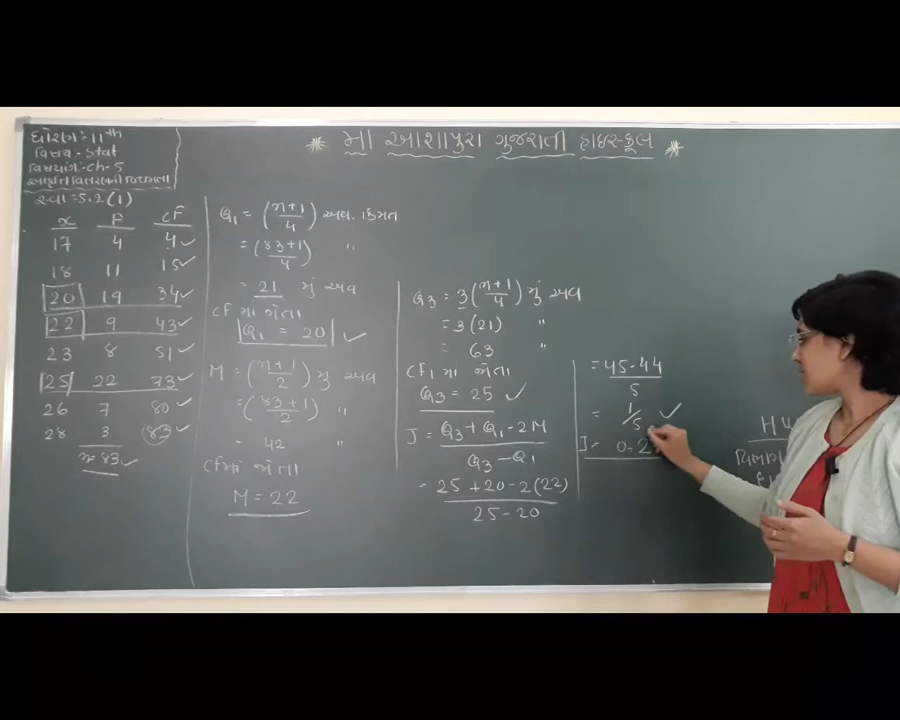 * મા આશાપુરા ગુજરાતી હાઇસ્કૂલ *
ધોરણ:- 11th
વિષય - Stat
વિભાગ:- Ch-5
આવૃત્તિ વિતરણની વિષમતા
સ્વા = 5.2 (1)
x F cF
17 4 4 ✓
18 11 15 ✓
20 19 34 ✓
22 9 43 ✓
23 8 51 ✓
25 22 73 ✓
26 7 80 ✓
28 3 83 ✓
n = 83 ✓
Q1 = (n+1/4) અવ. કિંમત
= (83+1/4) "
= 21 મું અવ
cF માં જોતા
Q1 = 20 ✓
M = (n+1/2) મું અવ
= (83+1/2) "
= 42 "
cF માં જોતા
M = 22
Q3 = 3(n+1/4) મું અવ
= 3(21) "
= 63 "
cF માં જોતા
Q3 = 25 ✓
J = Q3 + Q1 - 2M
Q3 - Q1
= 25 + 20 - 2(22)
25 - 20
= 45 - 44
5
= 1/5 ✓
J = 0.2